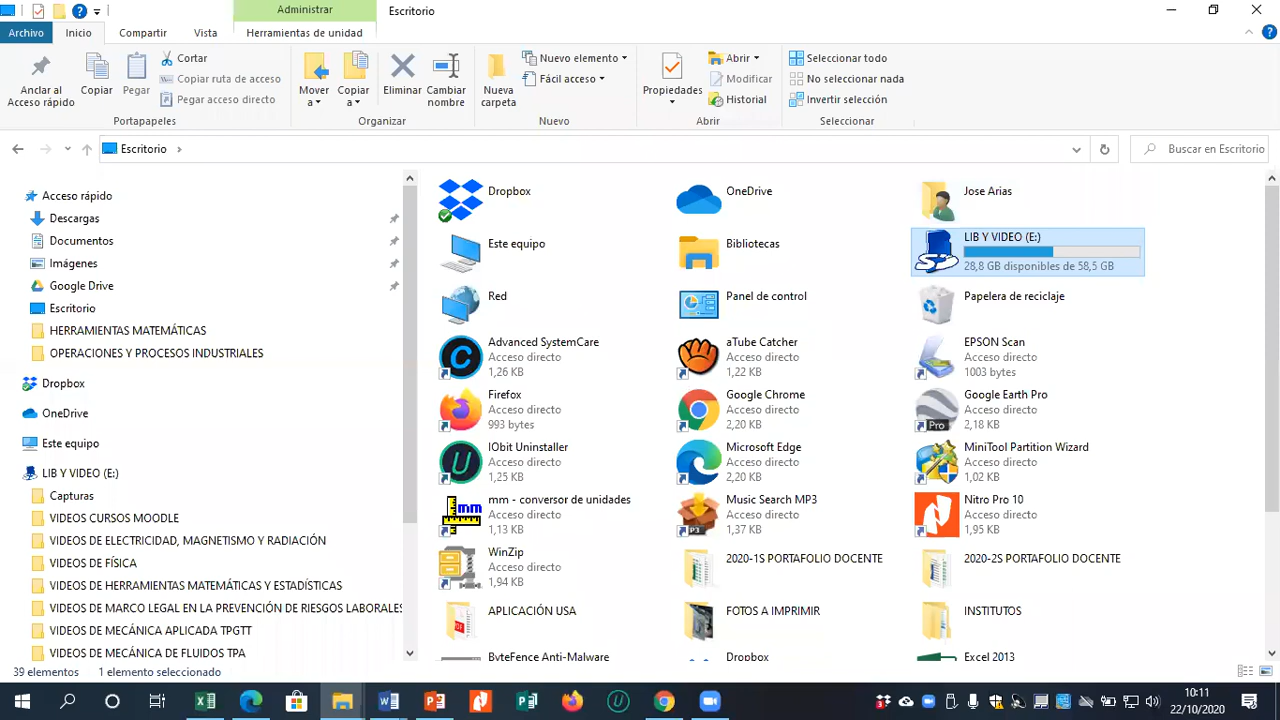 Administrar
Escritorio
Archivo
Inicio
Compartir
Vista
Herramientas de unidad
Anclar al
Acceso rápido
Copiar
Pegar
Cortar
Copiar ruta de acceso
Pegar acceso directo
Portapapeles
Mover
a
Copiar
a
Eliminar
Cambiar
nombre
Organizar
Nueva
carpeta
Nuevo elemento
Fácil acceso
Nuevo
Propiedades
Abrir
Modificar
Historial
Abrir
Seleccionar todo
No seleccionar nada
Invertir selección
Seleccionar
Escritorio
Buscar en Escritorio
Acceso rápido
Descargas
Documentos
Imágenes
Google Drive
Escritorio
HERRAMIENTAS MATEMÁTICAS
OPERACIONES Y PROCESOS INDUSTRIALES
Dropbox
OneDrive
Este equipo
LIB Y VIDEO (E:)
Capturas
VIDEOS CURSOS MOODLE
VIDEOS DE ELECTRICIDAD, MAGNETISMO Y RADIACIÓN
VIDEOS DE FÍSICA
VIDEOS DE HERRAMIENTAS MATEMÁTICAS Y ESTADÍSTICAS
VIDEOS DE MARCO LEGAL EN LA PREVENCIÓN DE RIESGOS LABORALES
VIDEOS DE MECÁNICA APLICADA TPGTT
VIDEOS DE MECÁNICA DE FLUIDOS TPA
Dropbox
OneDrive
Jose Arias
Este equipo
Bibliotecas
LIB Y VIDEO (E:)
28,8 GB disponibles de 58,5 GB
Red
Panel de control
Papelera de reciclaje
Advanced SystemCare
Acceso directo
1,26 KB
aTube Catcher
Acceso directo
1,22 KB
EPSON Scan
Acceso directo
1003 bytes
Firefox
Acceso directo
993 bytes
Google Chrome
Acceso directo
2,20 KB
Pro
Google Earth Pro
Acceso directo
2,18 KB
IObit Uninstaller
Acceso directo
1,25 KB
Microsoft Edge
Acceso directo
2,20 KB
MiniTool Partition Wizard
Acceso directo
1,02 KB
mm
mm - conversor de unidades
Acceso directo
1,13 KB
P3
Music Search MP3
Acceso directo
1,37 KB
Nitro Pro 10
Acceso directo
1,95 KB
WinZip
Acceso directo
1,94 KB
2020-1S PORTAFOLIO DOCENTE
2020-2S PORTAFOLIO DOCENTE
APLICACIÓN USA
FOTOS A IMPRIMIR
INSTITUTOS
ByteFence Anti-Malware
Dropbox
Excel 2013
39 elementos
1 elemento seleccionado
10:11
22/10/2020